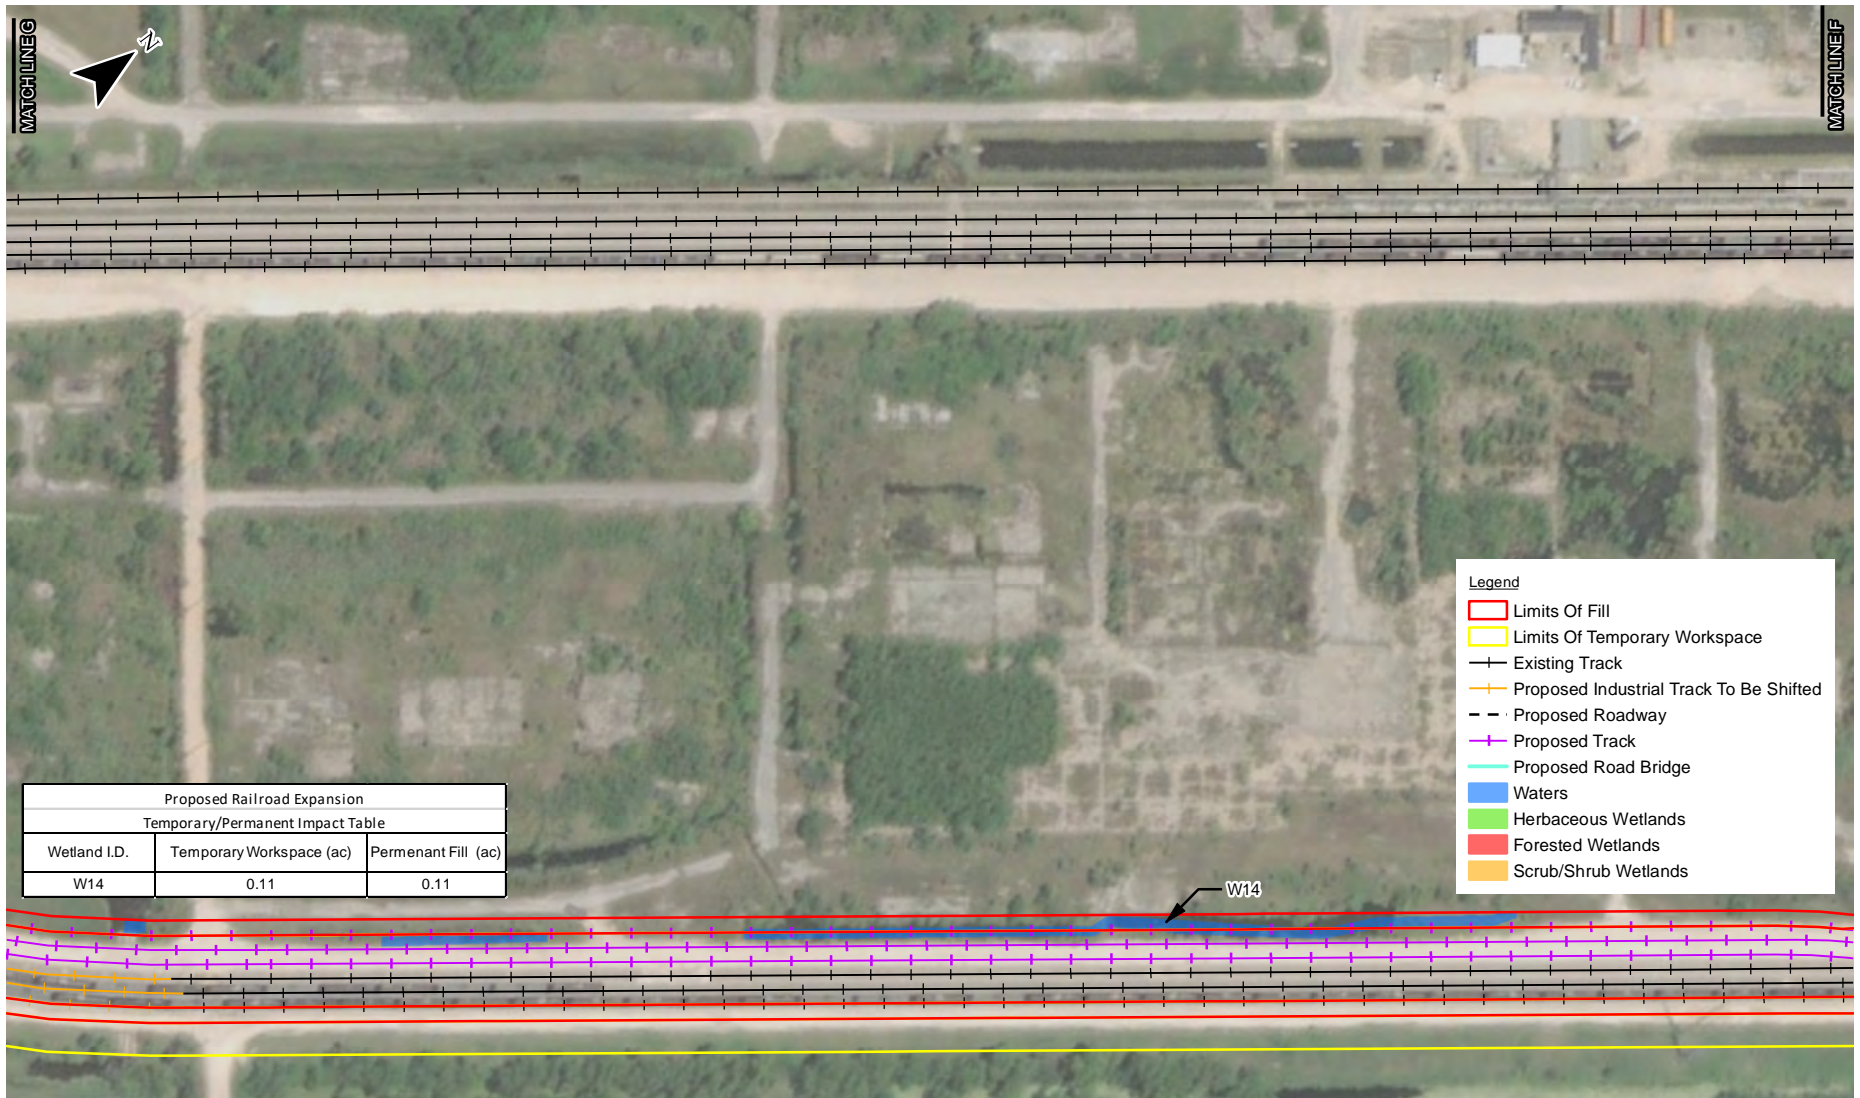 MATCH LINE G
N
MATCH LINE F
Legend
Limits Of Fill
Limits Of Temporary Workspace
Existing Track
Proposed Industrial Track To Be Shifted
Proposed Roadway
Proposed Track
Proposed Road Bridge
Waters
Herbaceous Wetlands
Forested Wetlands
Scrub/Shrub Wetlands
Proposed Railroad Expansion
Temporary/Permanent Impact Table
Wetland I.D. Temporary Workspace (ac) Permenant Fill (ac)
W14 0.11 0.11
W14